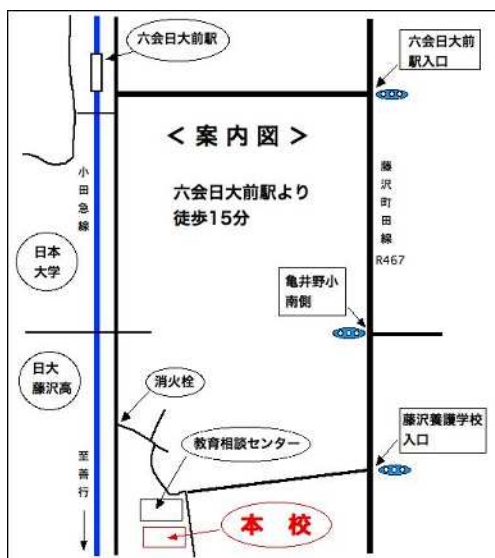 六会日大前駅
六会日大前
駅入口
＜案内図＞
六会日大前駅より
徒歩15分
小田急線
藤沢町田線
R467
日本
大学
亀井野小
南側
日大
藤沢高
消火栓
教育相談センター
藤沢養護学校
入口
至善行
本校